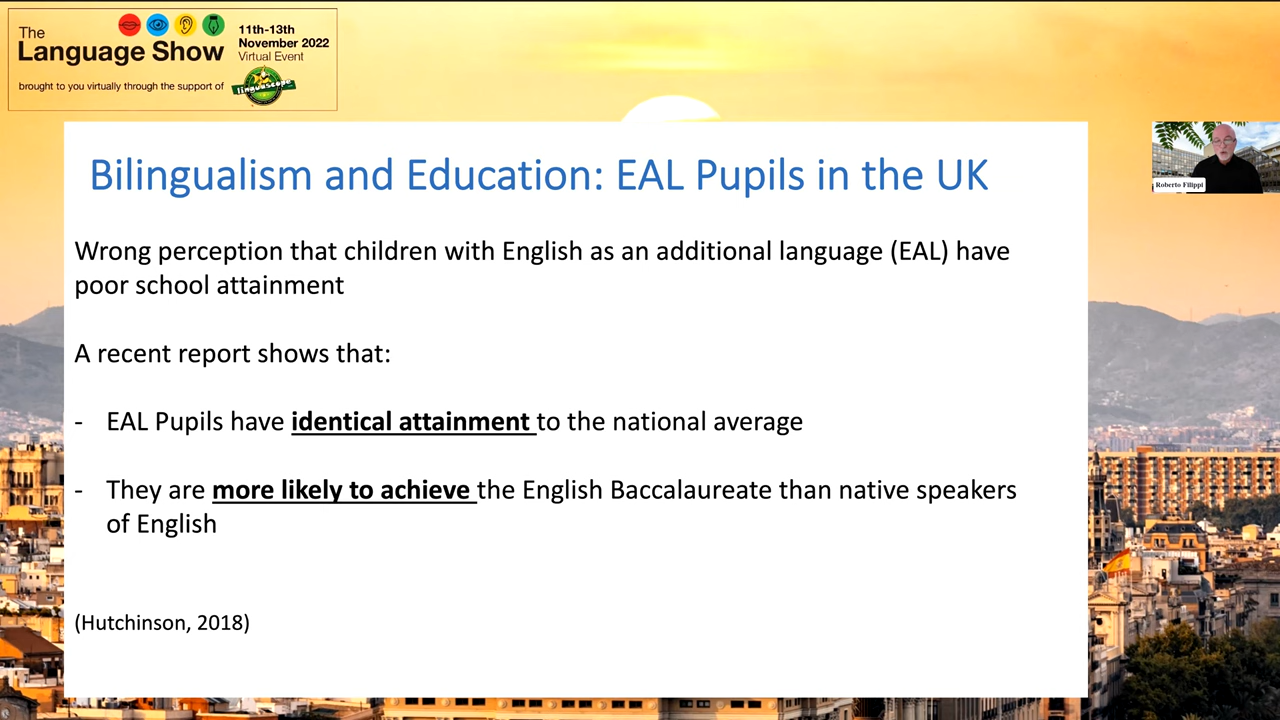 The
Language Show
11th-13th
November 2022
Virtual Event
brought to you virtually through the support of
linguascope
Roberto Filippi
Bilingualism and Education: EAL Pupils in the UK
Wrong perception that children with English as an additional language (EAL) have
poor school attainment
A recent report shows that:
- EAL Pupils have identical attainment to the national average
- They are more likely to achieve the English Baccalaureate than native speakers
of English
(Hutchinson, 2018)